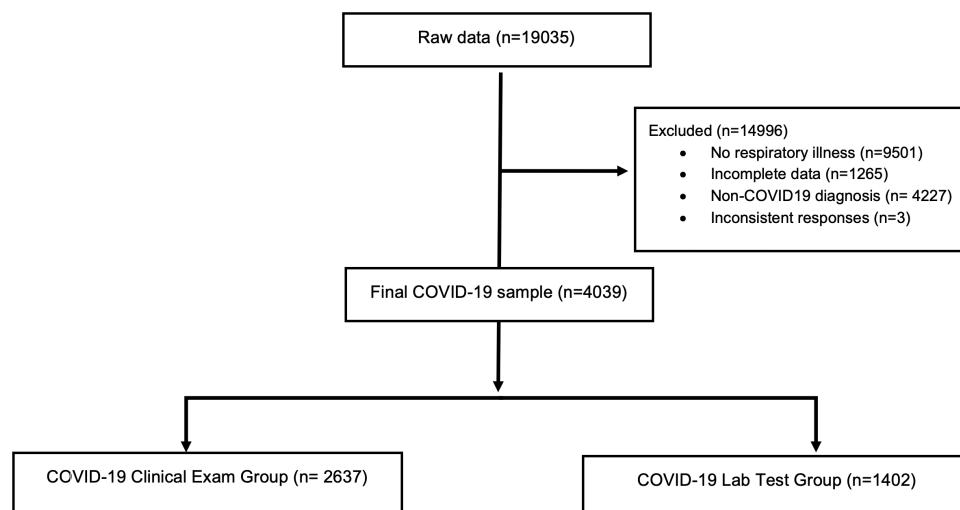 Raw data (n=19035)
Excluded (n=14996)
• No respiratory illness (n=9501)
• Incomplete data (n=1265)
• Non-COVID19 diagnosis (n= 4227)
• Inconsistent responses (n=3)
Final COVID-19 sample (n=4039)
COVID-19 Clinical Exam Group (n= 2637)
COVID-19 Lab Test Group (n=1402)